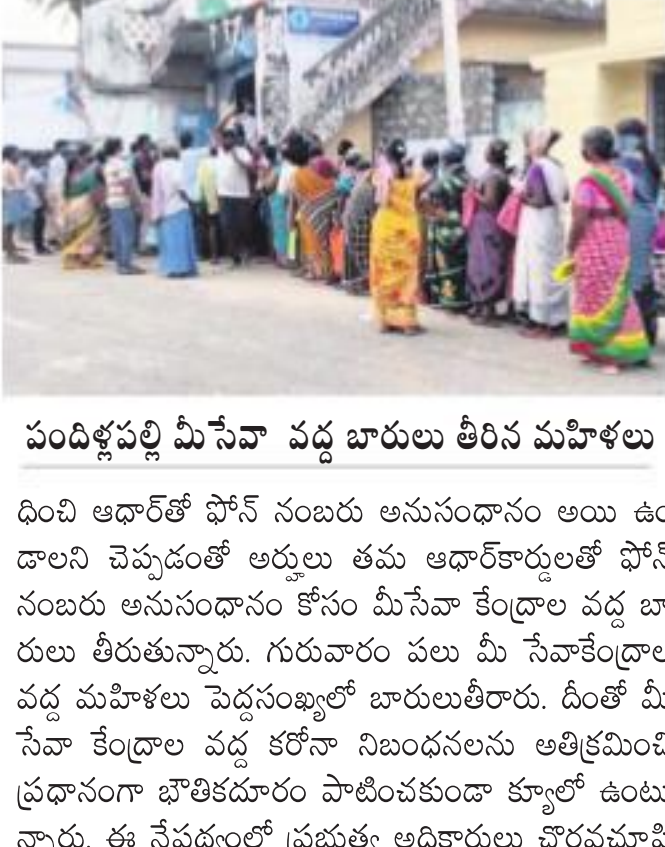 పందిళ్లపల్లి మీసేవా వద్ద బారులు తీరిన మహిళలు
ధించి ఆధార్‌తో ఫోన్ నంబరు అనుసంధానం అయి ఉం
డాలని చెప్పడంతో అర్హులు తమ ఆధార్‌కార్డులతో ఫోన్
నంబరు అనుసంధానం కోసం మీసేవా కేంద్రాల వద్ద బా
రులు తీరుతున్నారు. గురువారం పలు మీ సేవాకేంద్రాల
వద్ద మహిళలు పెద్దసంఖ్యలో బారులుతీరారు. దీంతో మీ
సేవా కేంద్రాల వద్ద కరోనా నిబంధనలను అతిక్రమించి
ప్రధానంగా భౌతికదూరం పాటించకుండా క్యూలో ఉంటు
న్నారు. ఈ నేపథ్యంలో ప్రభుత్వ అధికారులు చొరవచూపి